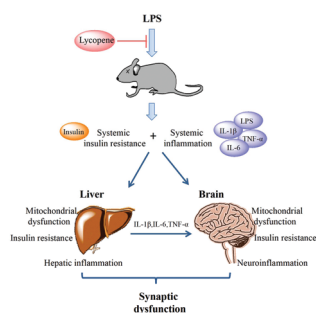 LPS
Lycopene
Insulin
Systemic
insulin resistance
+
Systemic
inflammation
LPS
IL-1β
TNF-α
IL-6
Liver
Brain
Mitochondrial
dysfunction
Insulin resistance
Hepatic inflammation
IL-1β,IL-6,TNF-α
Mitochondrial
dysfunction
Insulin resistance
Neuroinflammation
Synaptic
dysfunction